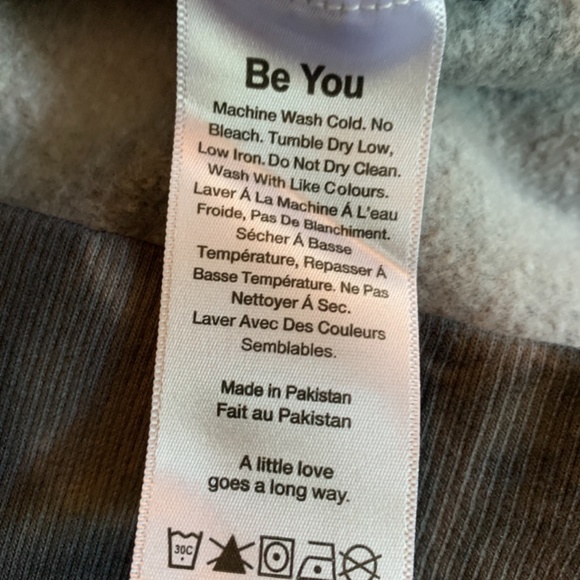 Be You
Machine Wash Cold. No
Bleach. Tumble Dry Low,
Low Iron. Do Not Dry Clean.
Wash With Like Colours.
Laver Á La Machine Á L'eau
Froide, Pas De Blanchiment.
Sécher Á Basse
Température, Repasser Á
Basse Température. Ne Pas
Nettoyer Á Sec.
Laver Avec Des Couleurs
Semblables.
Made in Pakistan
Fait au Pakistan
A little love
goes a long way.
30C